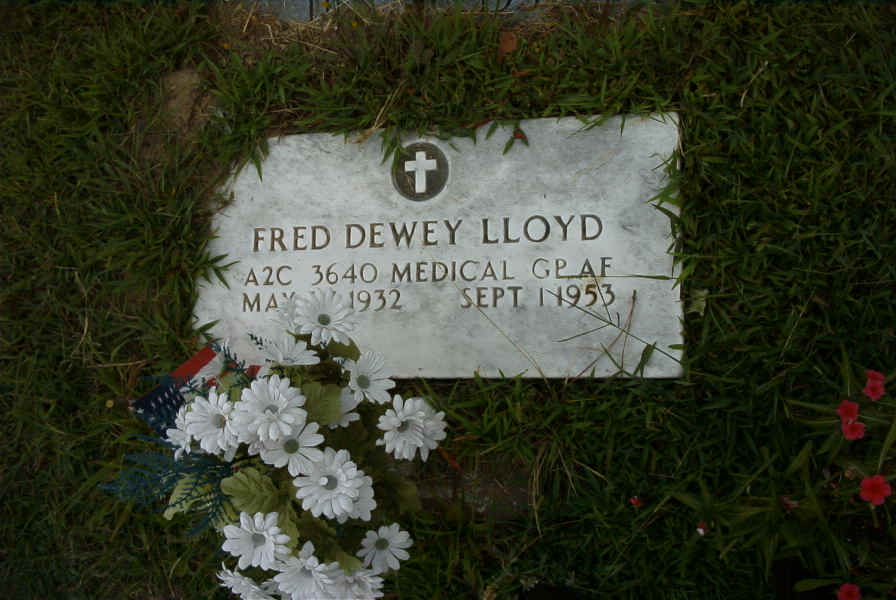 FRED DEWEY LLOYD
A2C 3640 MEDICAL GP AF
MAY 1932 SEPT 1953